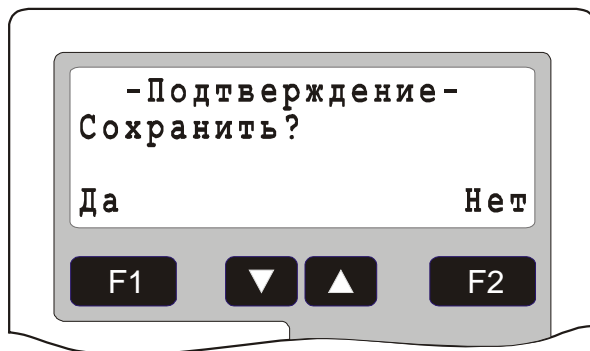 -Подтверждение-
Сохранить?
Да Нет
F1 ▼ ▲ F2